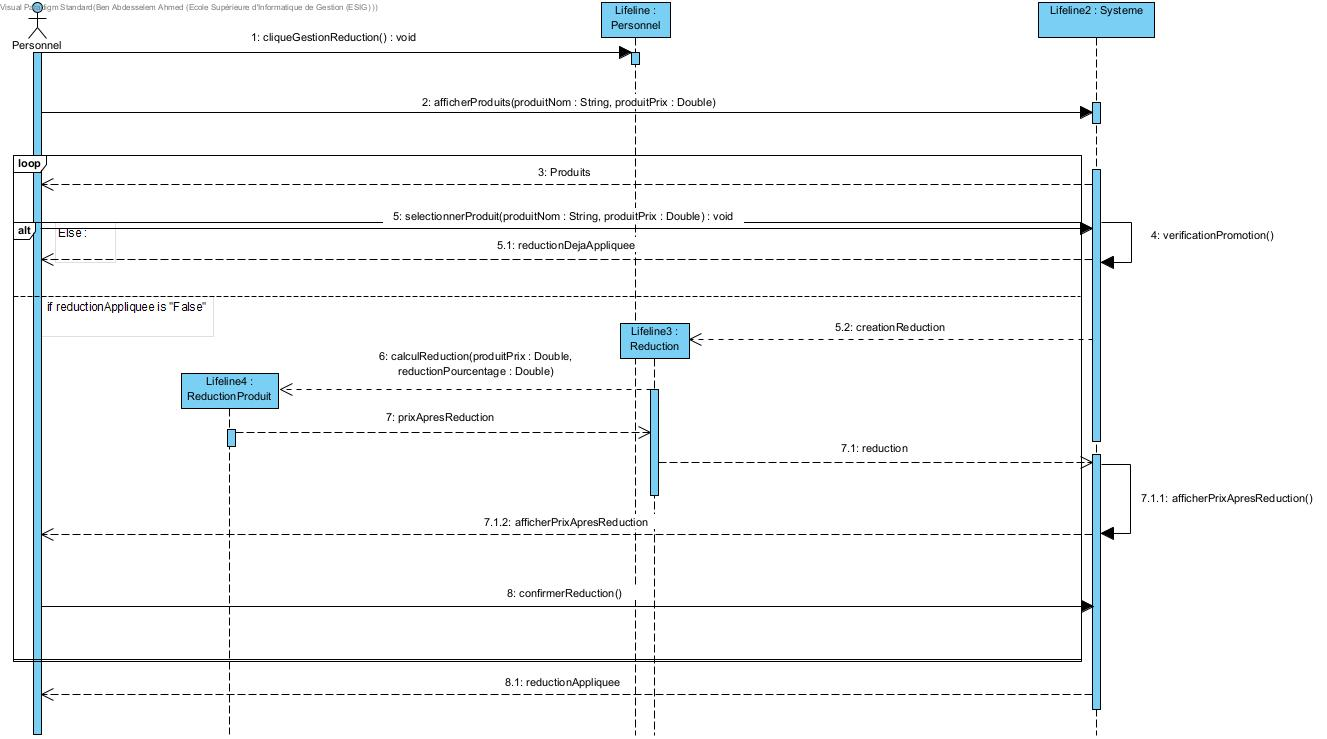 Visual Paradigm Standard(Ben Abdesselem Ahmed (Ecole Supérieure d'Informatique de Gestion (ESIG)))
Personnel
Lifeline :
Personnel
Lifeline2 : Systeme
1: cliqueGestionReduction() : void
2: afficherProduits(produitNom : String, produitPrix : Double)
loop
3: Produits
5: selectionnerProduit(produitNom : String, produitPrix : Double) : void
alt
Else :
4: verificationPromotion()
5.1: reductionDejaAppliquee
if reductionAppliquee is "False"
5.2: creationReduction
Lifeline3 :
Reduction
6: calculReduction(produitPrix : Double,
reductionPourcentage : Double)
Lifeline4 :
ReductionProduit
7: prixApresReduction
7.1: reduction
7.1.1: afficherPrixApresReduction()
7.1.2: afficherPrixApresReduction
8: confirmerReduction()
8.1: reductionAppliquee